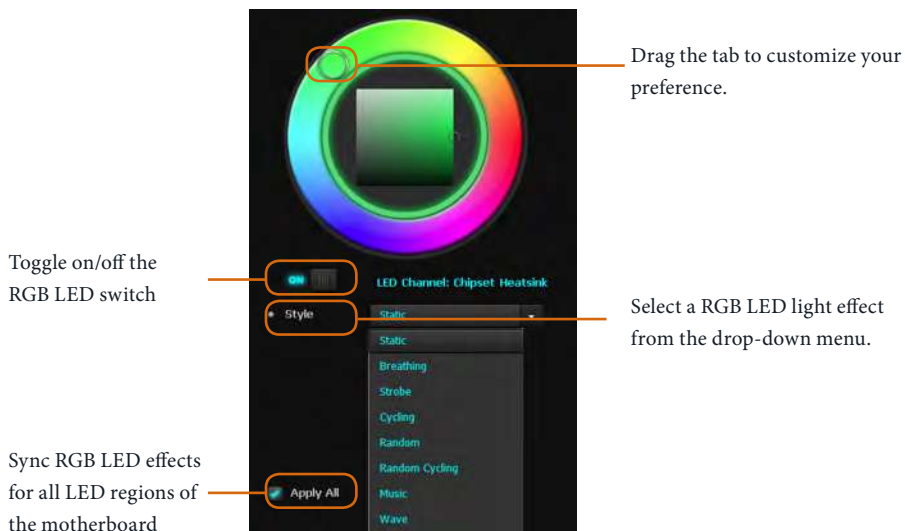 Drag the tab to customize your
preference.
Toggle on/off the
RGB LED switch
ON
LED Channel: Chipset Heatsink
Style
Static
Select a RGB LED light effect
from the drop-down menu.
Static
Breathing
Strobe
Cycling
Random
Random Cycling
Sync RGB LED effects
for all LED regions of
the motherboard
Apply All
Music
Wave